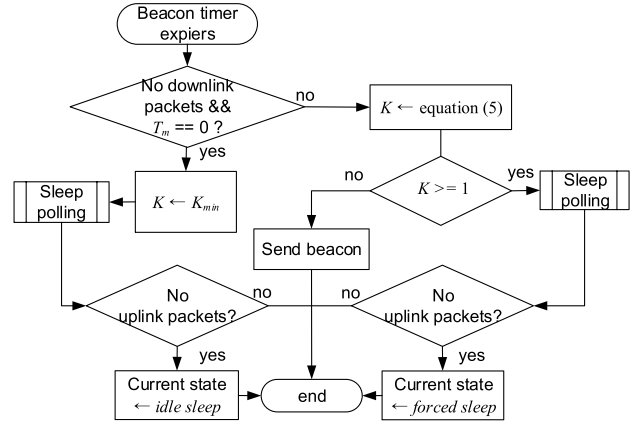 Beacon timer
expiers
No downlink
packets &&
Tm == 0 ?
no
K ← equation (5)
yes
no
K >= 1
yes
Sleep
polling
K ← Kmin
Sleep
polling
Send beacon
No
uplink packets?
no
no
No
uplink packets?
yes
yes
Current state
← idle sleep
end
Current state
← forced sleep